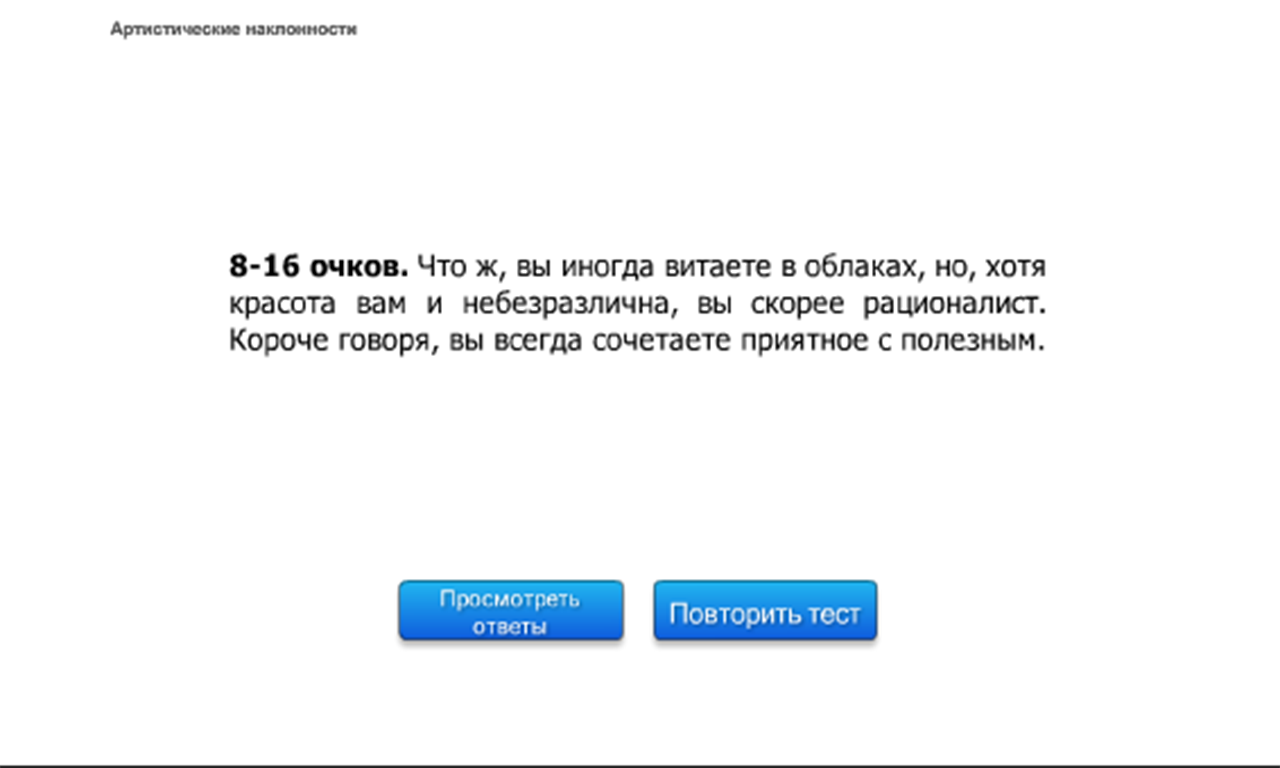 Артистические наклонности
8-16 очков. Что ж, вы иногда витаете в облаках, но, хотя
красота вам и небезразлична, вы скорее рационалист.
Короче говоря, вы всегда сочетаете приятное с полезным.
Просмотреть
ответы
Повторить тест